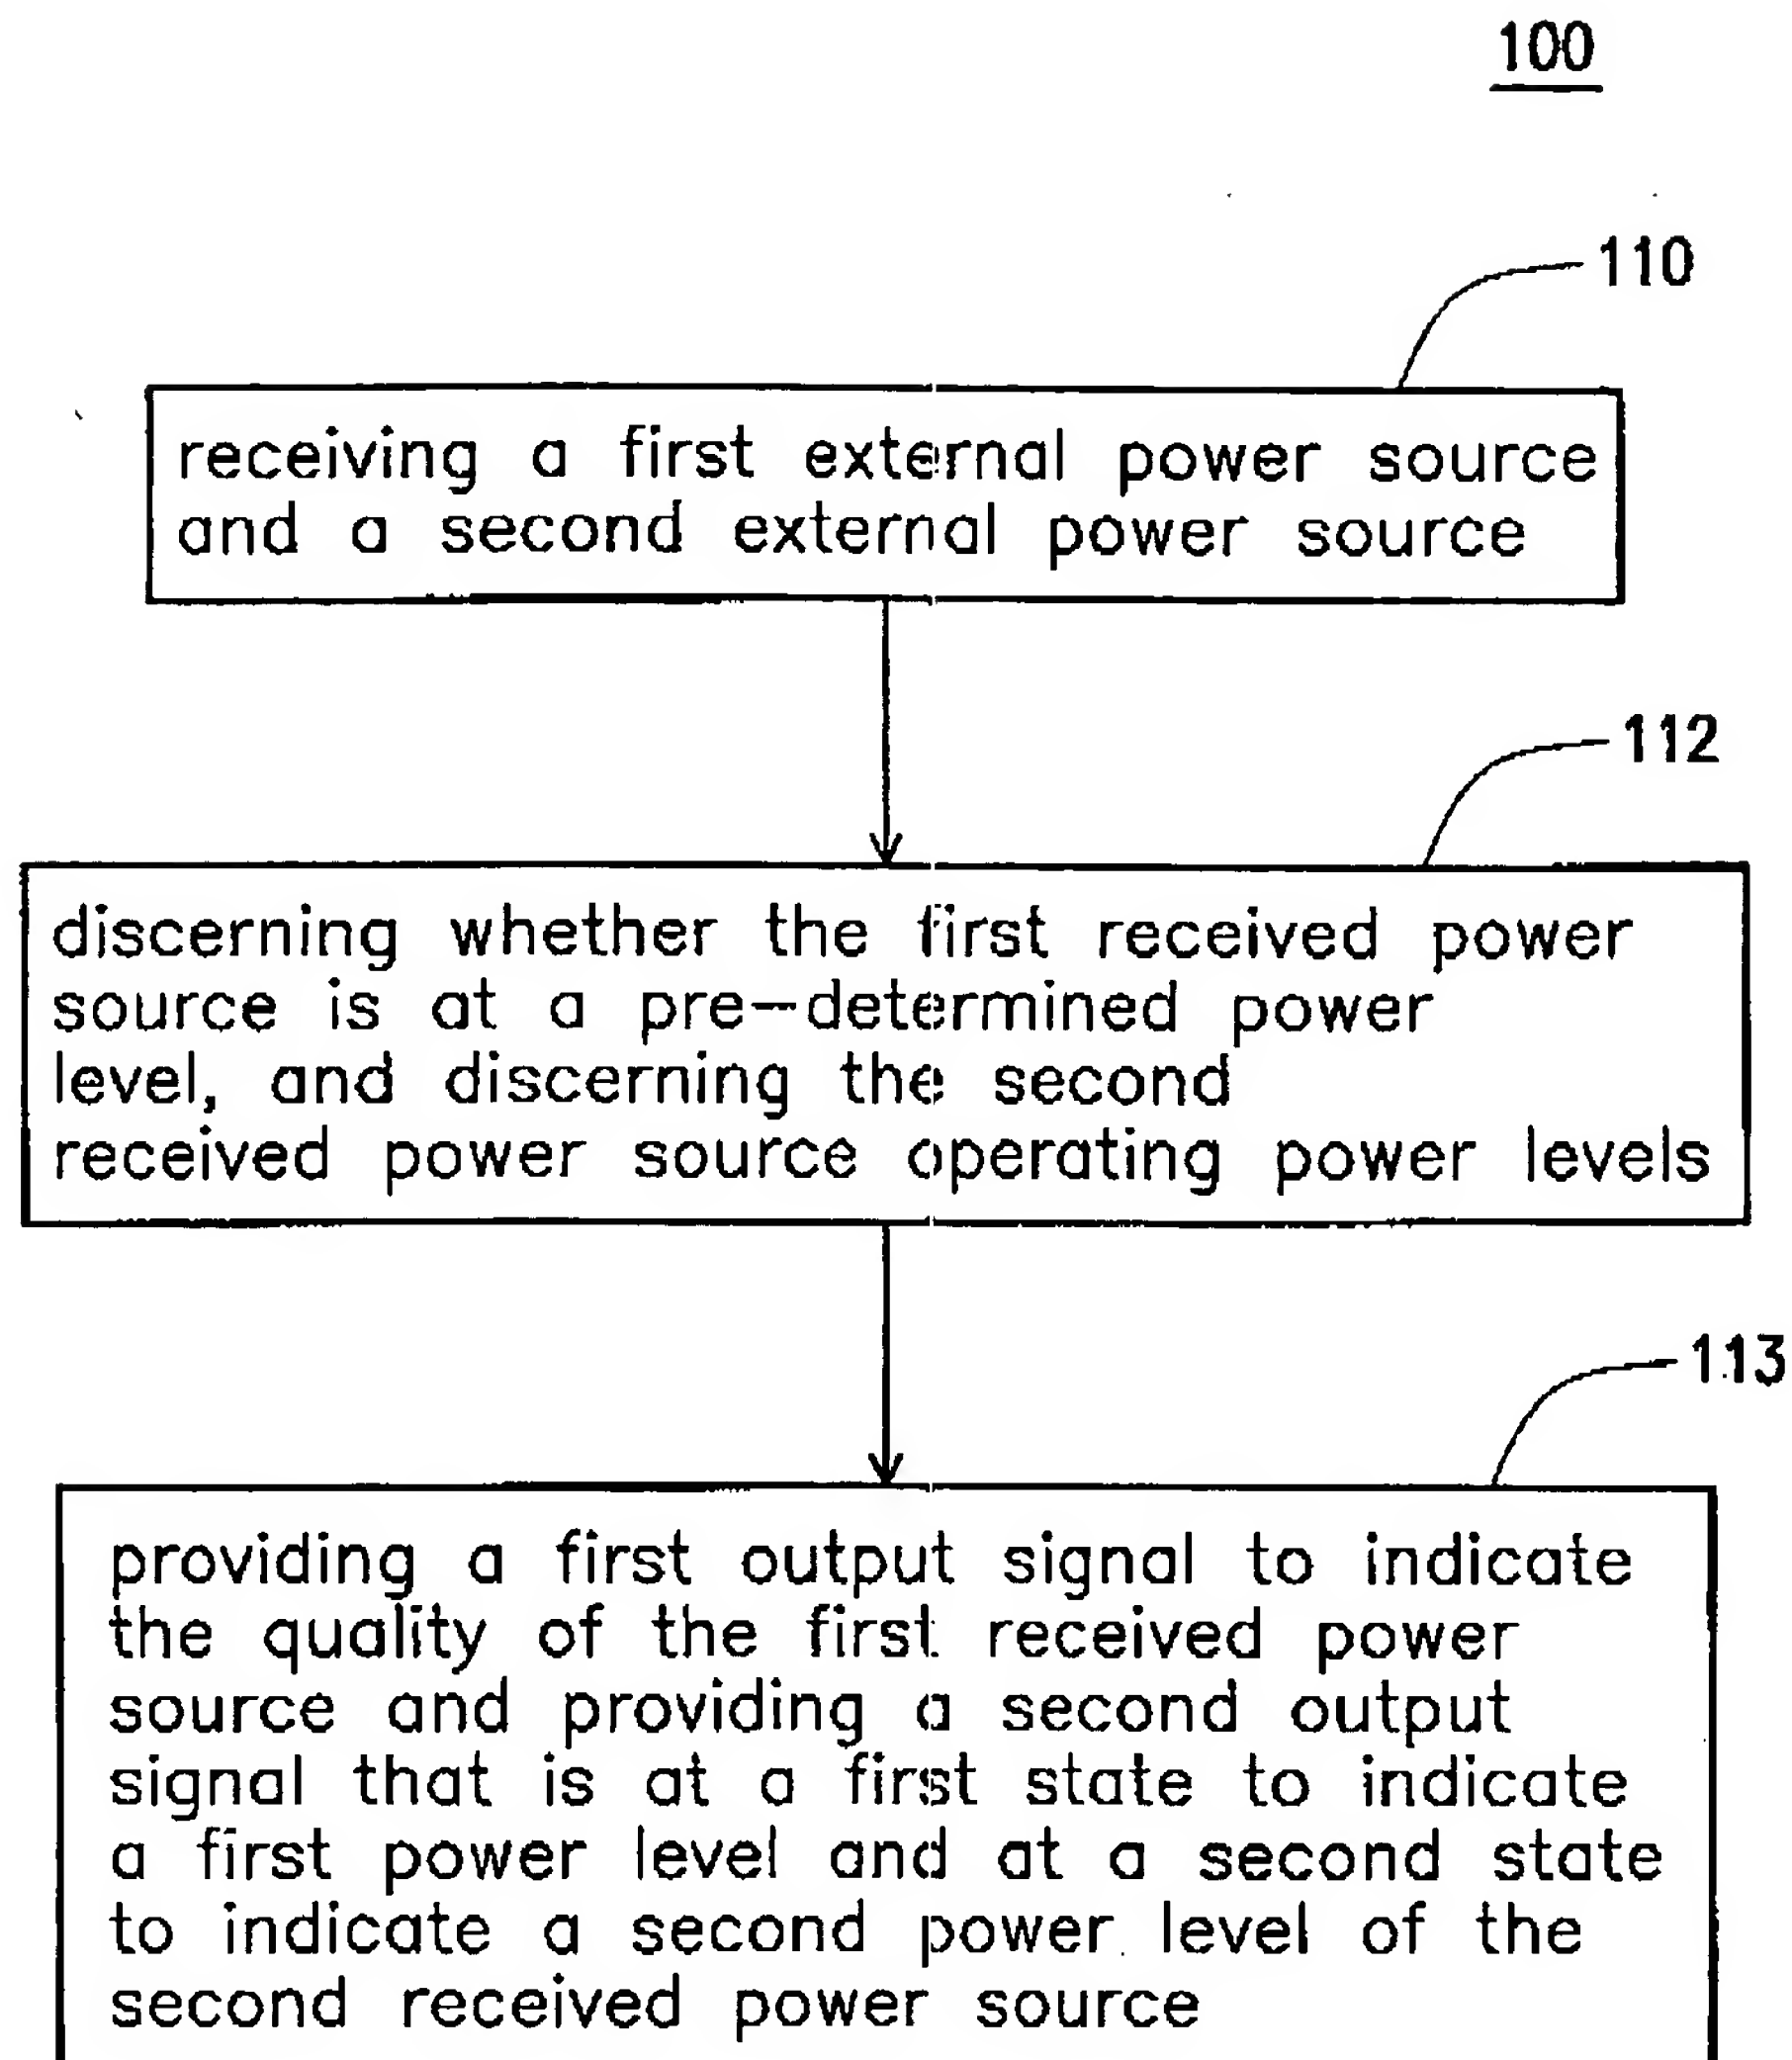 100
110
receiving a first external power source
and a second external power source
112
discerning whether the first received power
source is at a pre-determined power
level, and discerning the second
received power source operating power levels
113
providing a first output signal to indicate
the quality of the first received power
source and providing a second output
signal that is at a first state to indicate
a first power level and at a second state
to indicate a second power level of the
second received power source